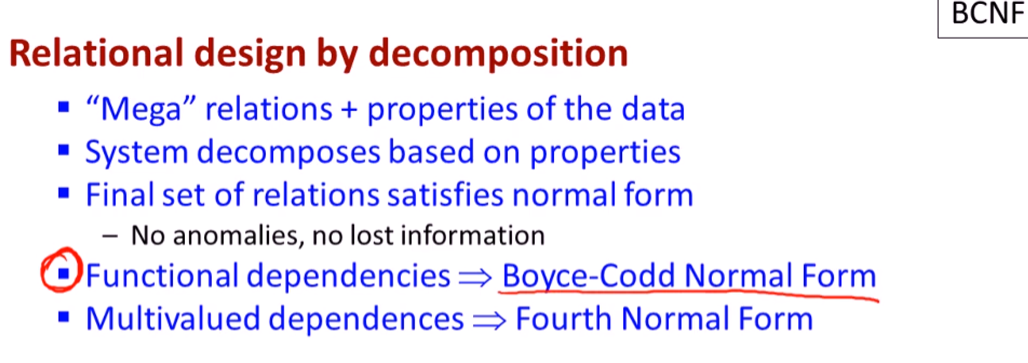 BCNF
Relational design by decomposition
▪ “Mega” relations + properties of the data
▪ System decomposes based on properties
▪ Final set of relations satisfies normal form
– No anomalies, no lost information
▪ Functional dependencies ⇒ Boyce-Codd Normal Form
▪ Multivalued dependences ⇒ Fourth Normal Form